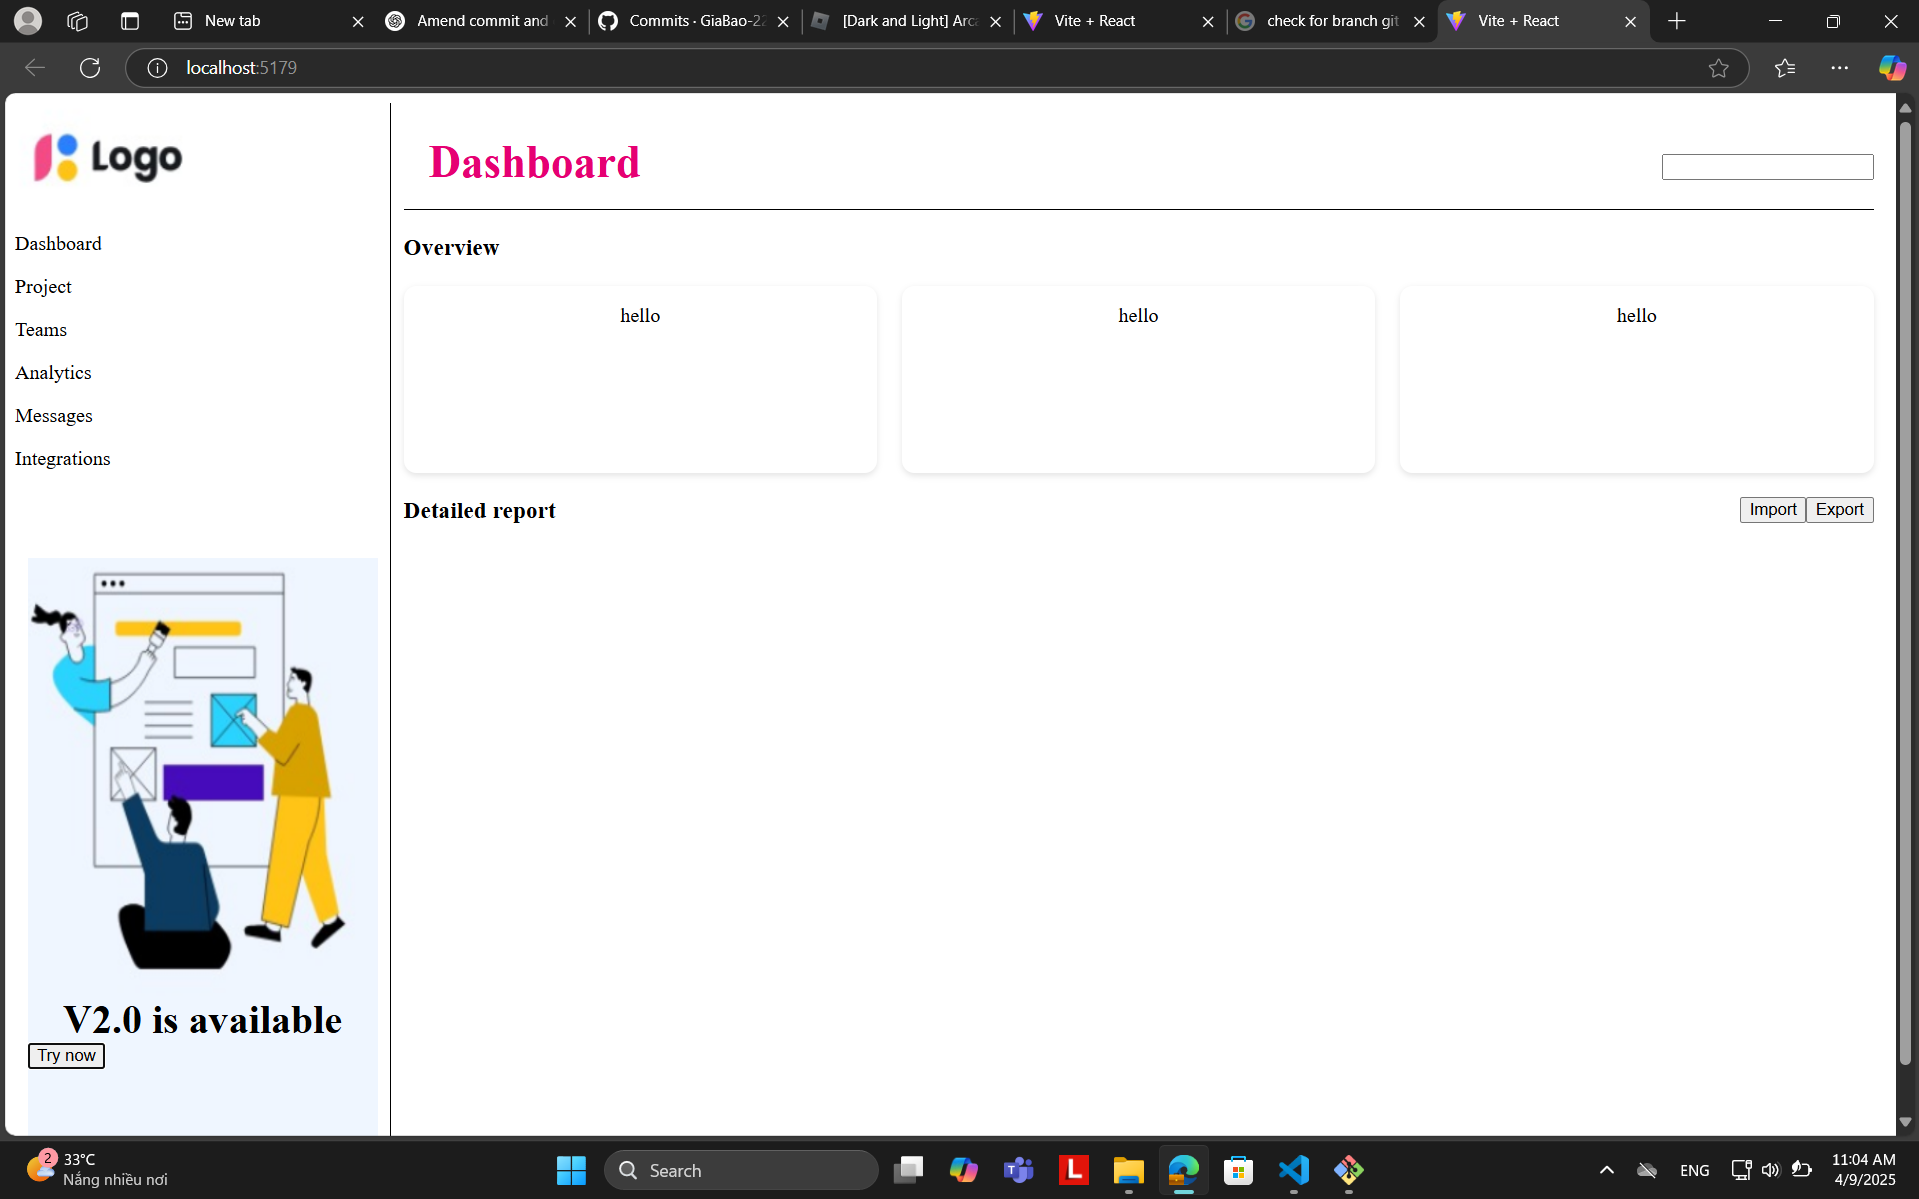 New tab
Amend commit and
Commits · GiaBao-22
[Dark and Light] Arca
Vite + React
check for branch git
Vite + React
localhost:5179
Logo
Dashboard
Project
Teams
Analytics
Messages
Integrations
V2.0 is available
Try now
Dashboard
Overview
hello
hello
hello
Detailed report
Import
Export
2
33°C
Nắng nhiều nơi
Search
L
ENG
11:04 AM
4/9/2025